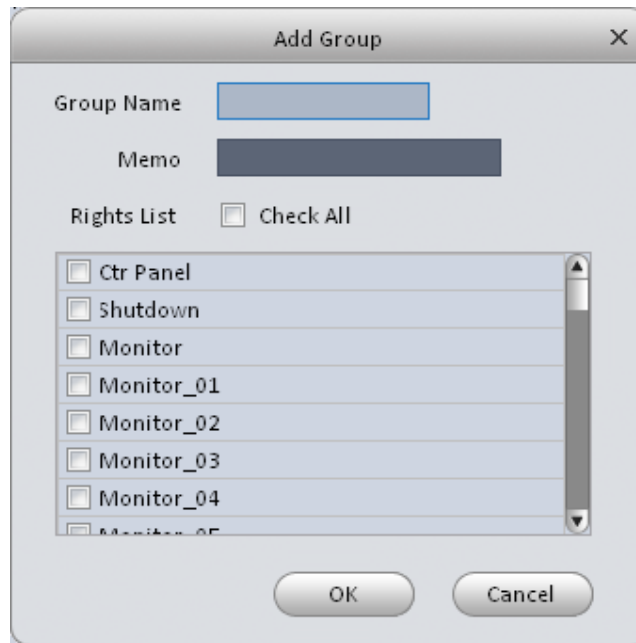 Add Group
Group Name
Memo
Rights List Check All
Ctr Panel
Shutdown
Monitor
Monitor_01
Monitor_02
Monitor_03
Monitor_04
OK Cancel